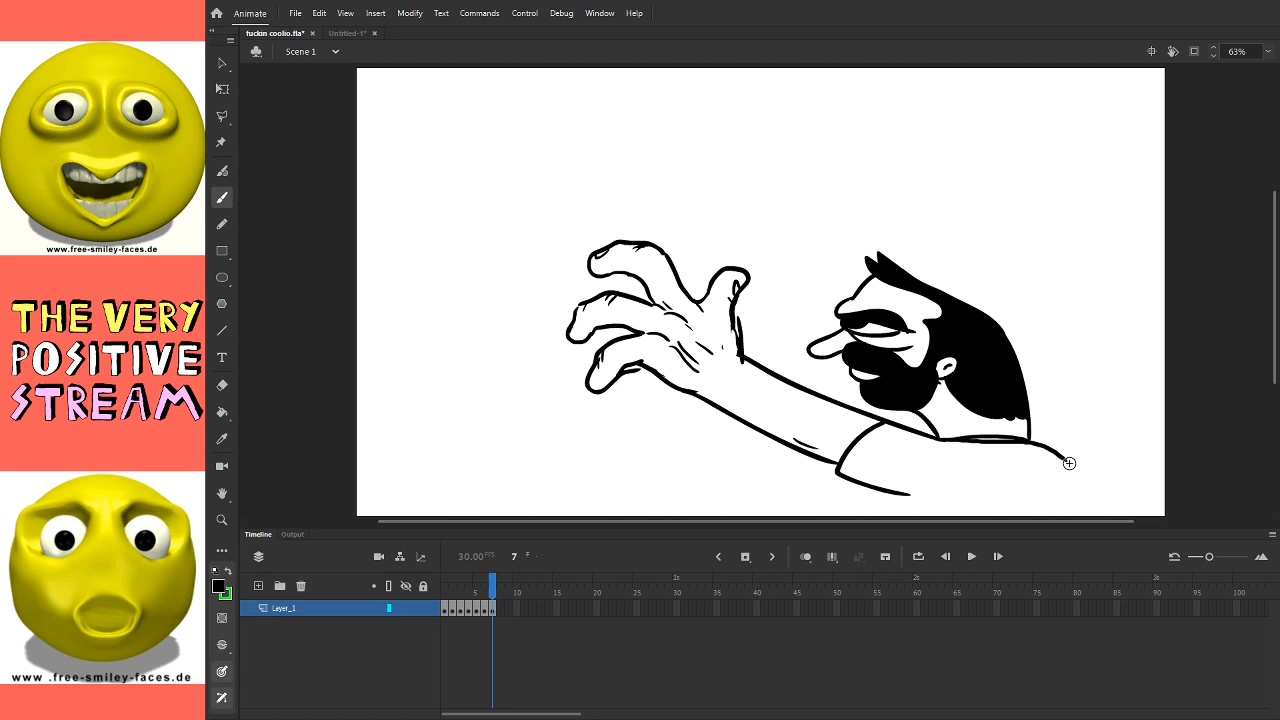 Animate File Edit View Insert Modify Text Commands Control Debug Window Help
fuckin coolio.fla* Untitled-1*
Scene 1 63%
www.free-smiley-faces.de
THE VERY
POSITIVE
STREAM
www .free-smiley-faces.de
Timeline Output
30.00 FPS 7 F
1s 2s 3s
5 10 15 20 25 30 35 40 45 50 55 60 65 70 75 80 85 90 95 100
Layer_1